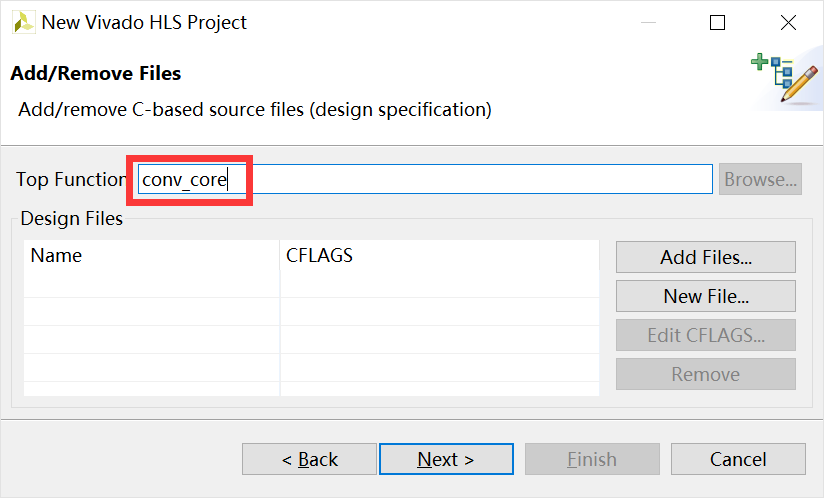 New Vivado HLS Project
Add/Remove Files
Add/remove C-based source files (design specification)
Top Function conv_core Browse...
Design Files
Name CFLAGS
Add Files...
New File...
Edit CFLAGS...
Remove
< Back Next > Finish Cancel